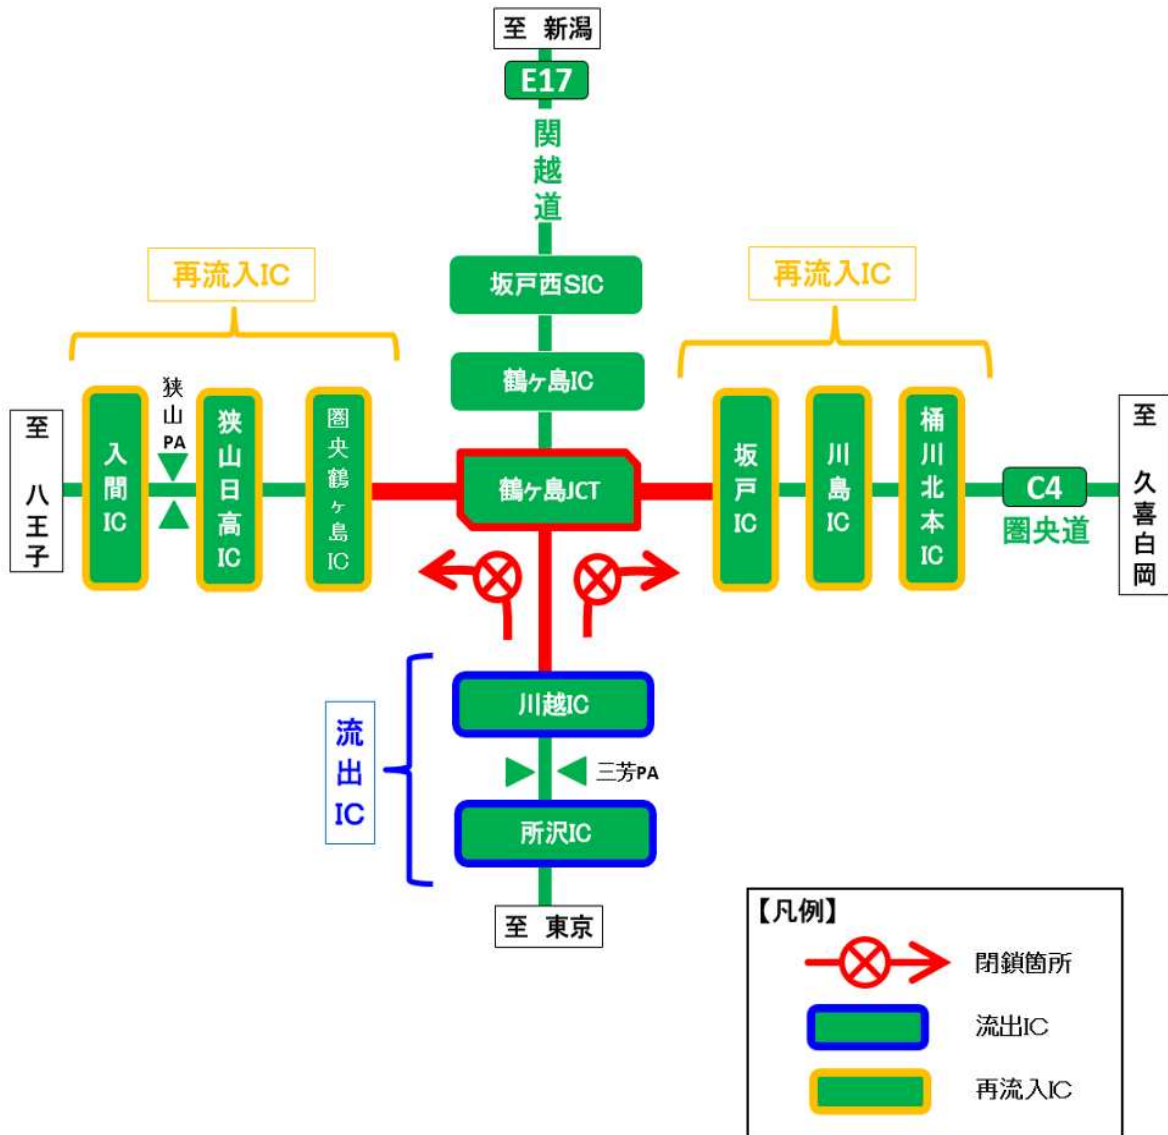 至 新潟
E17
関越道
再流入IC
坂戸西SIC
再流入IC
鶴ヶ島IC
至 八王子
入間IC
狭山PA
狭山日高IC
圏央鶴ヶ島IC
鶴ヶ島JCT
坂戸IC
川島IC
桶川北本IC
C4
圏央道
至 久喜白岡
流出IC
川越IC
三芳PA
所沢IC
至 東京
【凡例】
閉鎖箇所
流出IC
再流入IC